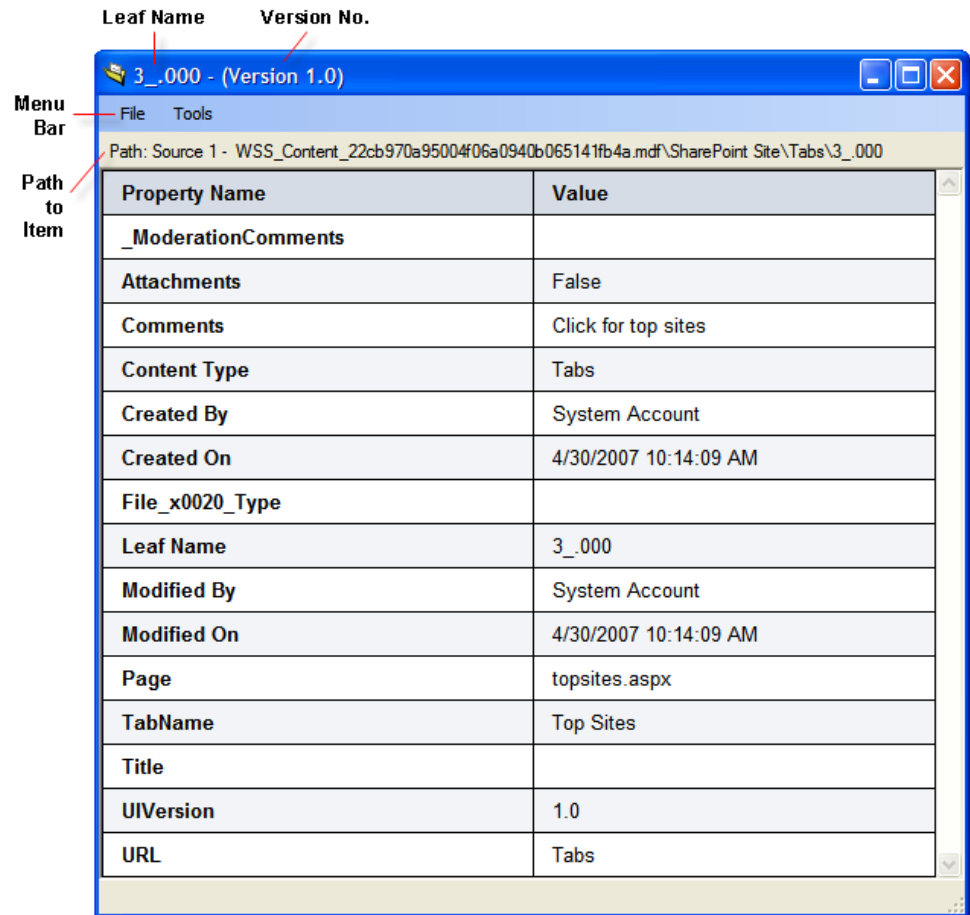 Leaf Name Version No.
3_.000 - (Version 1.0)
Menu
Bar
File Tools
Path: Source 1 - WSS_Content_22cb970a95004f06a0940b065141fb4a.mdf\SharePoint Site\Tabs\3_.000
Path
to
Item
Property Name Value
_ModerationComments
Attachments False
Comments Click for top sites
Content Type Tabs
Created By System Account
Created On 4/30/2007 10:14:09 AM
File_x0020_Type
Leaf Name 3_.000
Modified By System Account
Modified On 4/30/2007 10:14:09 AM
Page topsites.aspx
TabName Top Sites
Title
UIVersion 1.0
URL Tabs